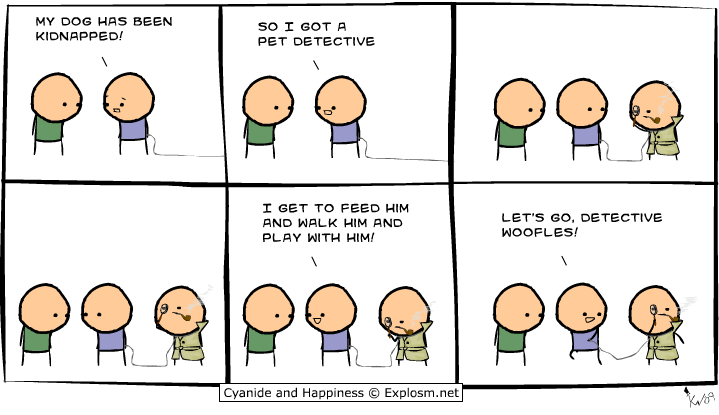 MY DOG HAS BEEN
KIDNAPPED!
SO I GOT A
PET DETECTIVE
I GET TO FEED HIM
AND WALK HIM AND
PLAY WITH HIM!
LET'S GO, DETECTIVE
WOOFLES!
Cyanide and Happiness © Explosm.net